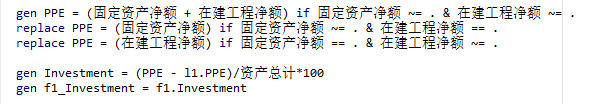 gen PPE = (固定资产净额 + 在建工程净额) if 固定资产净额 ~= . & 在建工程净额 ~= .
replace PPE = (固定资产净额) if 固定资产净额 ~= . & 在建工程净额 == .
replace PPE = (在建工程净额) if 固定资产净额 == . & 在建工程净额 ~= .
gen Investment = (PPE - l1.PPE)/资产总计*100
gen f1_Investment = f1.Investment